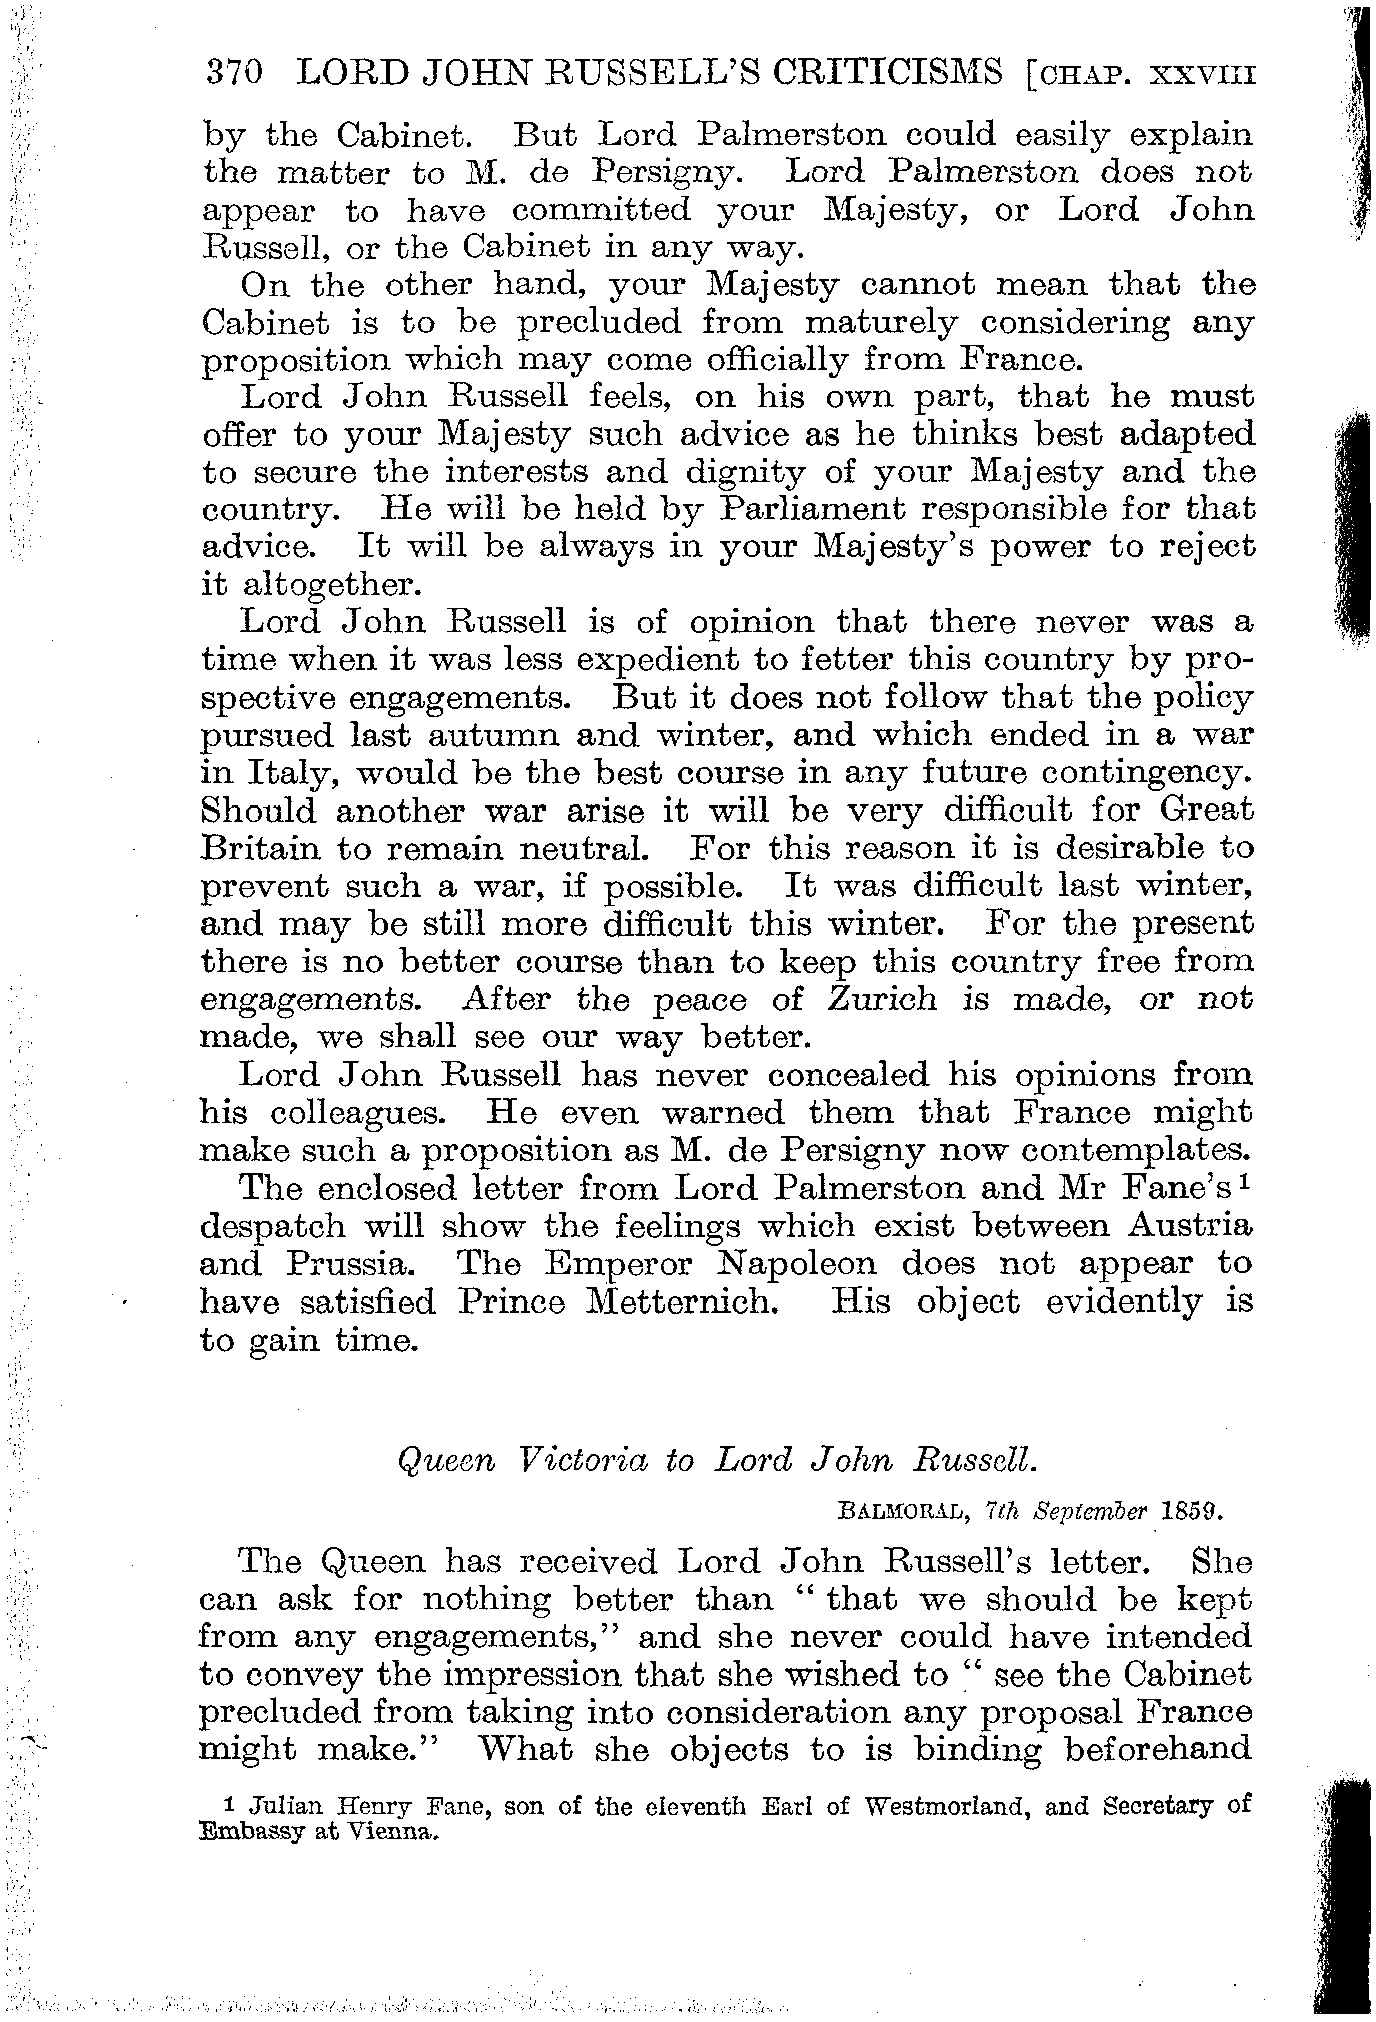 370 LORD JOHN RUSSELL'S CRITICISMS [CHAP. XXVIII
by the Cabinet. But Lord Palmerston could easily explain
the matter to M. de Persigny. Lord Palmerston does not
appear to have committed your Majesty, or Lord John
Russell, or the Cabinet in any way.
On the other hand, your Majesty cannot mean that the
Cabinet is to be precluded from maturely considering any
proposition which may come officially from France.
Lord John Russell feels, on his own part, that he must
offer to your Majesty such advice as he thinks best adapted
to secure the interests and dignity of your Majesty and the
country. He will be held by Parliament responsible for that
advice. It will be always in your Majesty's power to reject
it altogether.
Lord John Russell is of opinion that there never was a
time when it was less expedient to fetter this country by pro-
spective engagements. But it does not follow that the policy
pursued last autumn and winter, and which ended in a war
in Italy, would be the best course in any future contingency.
Should another war arise it will be very difficult for Great
Britain to remain neutral. For this reason it is desirable to
prevent such a war, if possible. It was difficult last winter,
and may be still more difficult this winter. For the present
there is no better course than to keep this country free from
engagements. After the peace of Zurich is made, or not
made, we shall see our way better.
Lord John Russell has never concealed his opinions from
his colleagues. He even warned them that France might
make such a proposition as M. de Persigny now contemplates.
The enclosed letter from Lord Palmerston and Mr Fane's¹
despatch will show the feelings which exist between Austria
and Prussia. The Emperor Napoleon does not appear to
have satisfied Prince Metternich. His object evidently is
to gain time.
Queen Victoria to Lord John Russell.
BALMORAL, 7th September 1859.
The Queen has received Lord John Russell's letter. She
can ask for nothing better than " that we should be kept
from any engagements," and she never could have intended
to convey the impression that she wished to " see the Cabinet
precluded from taking into consideration any proposal France
might make." What she objects to is binding beforehand
1 Julian Henry Fane, son of the eleventh Earl of Westmorland, and Secretary of
Embassy at Vienna.